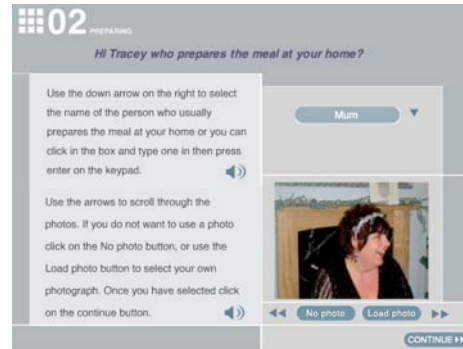 02 PREPARING
Hi Tracey who prepares the meal at your home?
Use the down arrow on the right to select
the name of the person who usually
prepares the meal at your home or you can
click in the box and type one in then press
enter on the keypad.
Mum
Use the arrows to scroll through the
photos. If you do not want to use a photo
click on the No photo button, or use the
Load photo button to select your own
photograph. Once you have selected click
on the continue button.
No photo
Load photo
CONTINUE